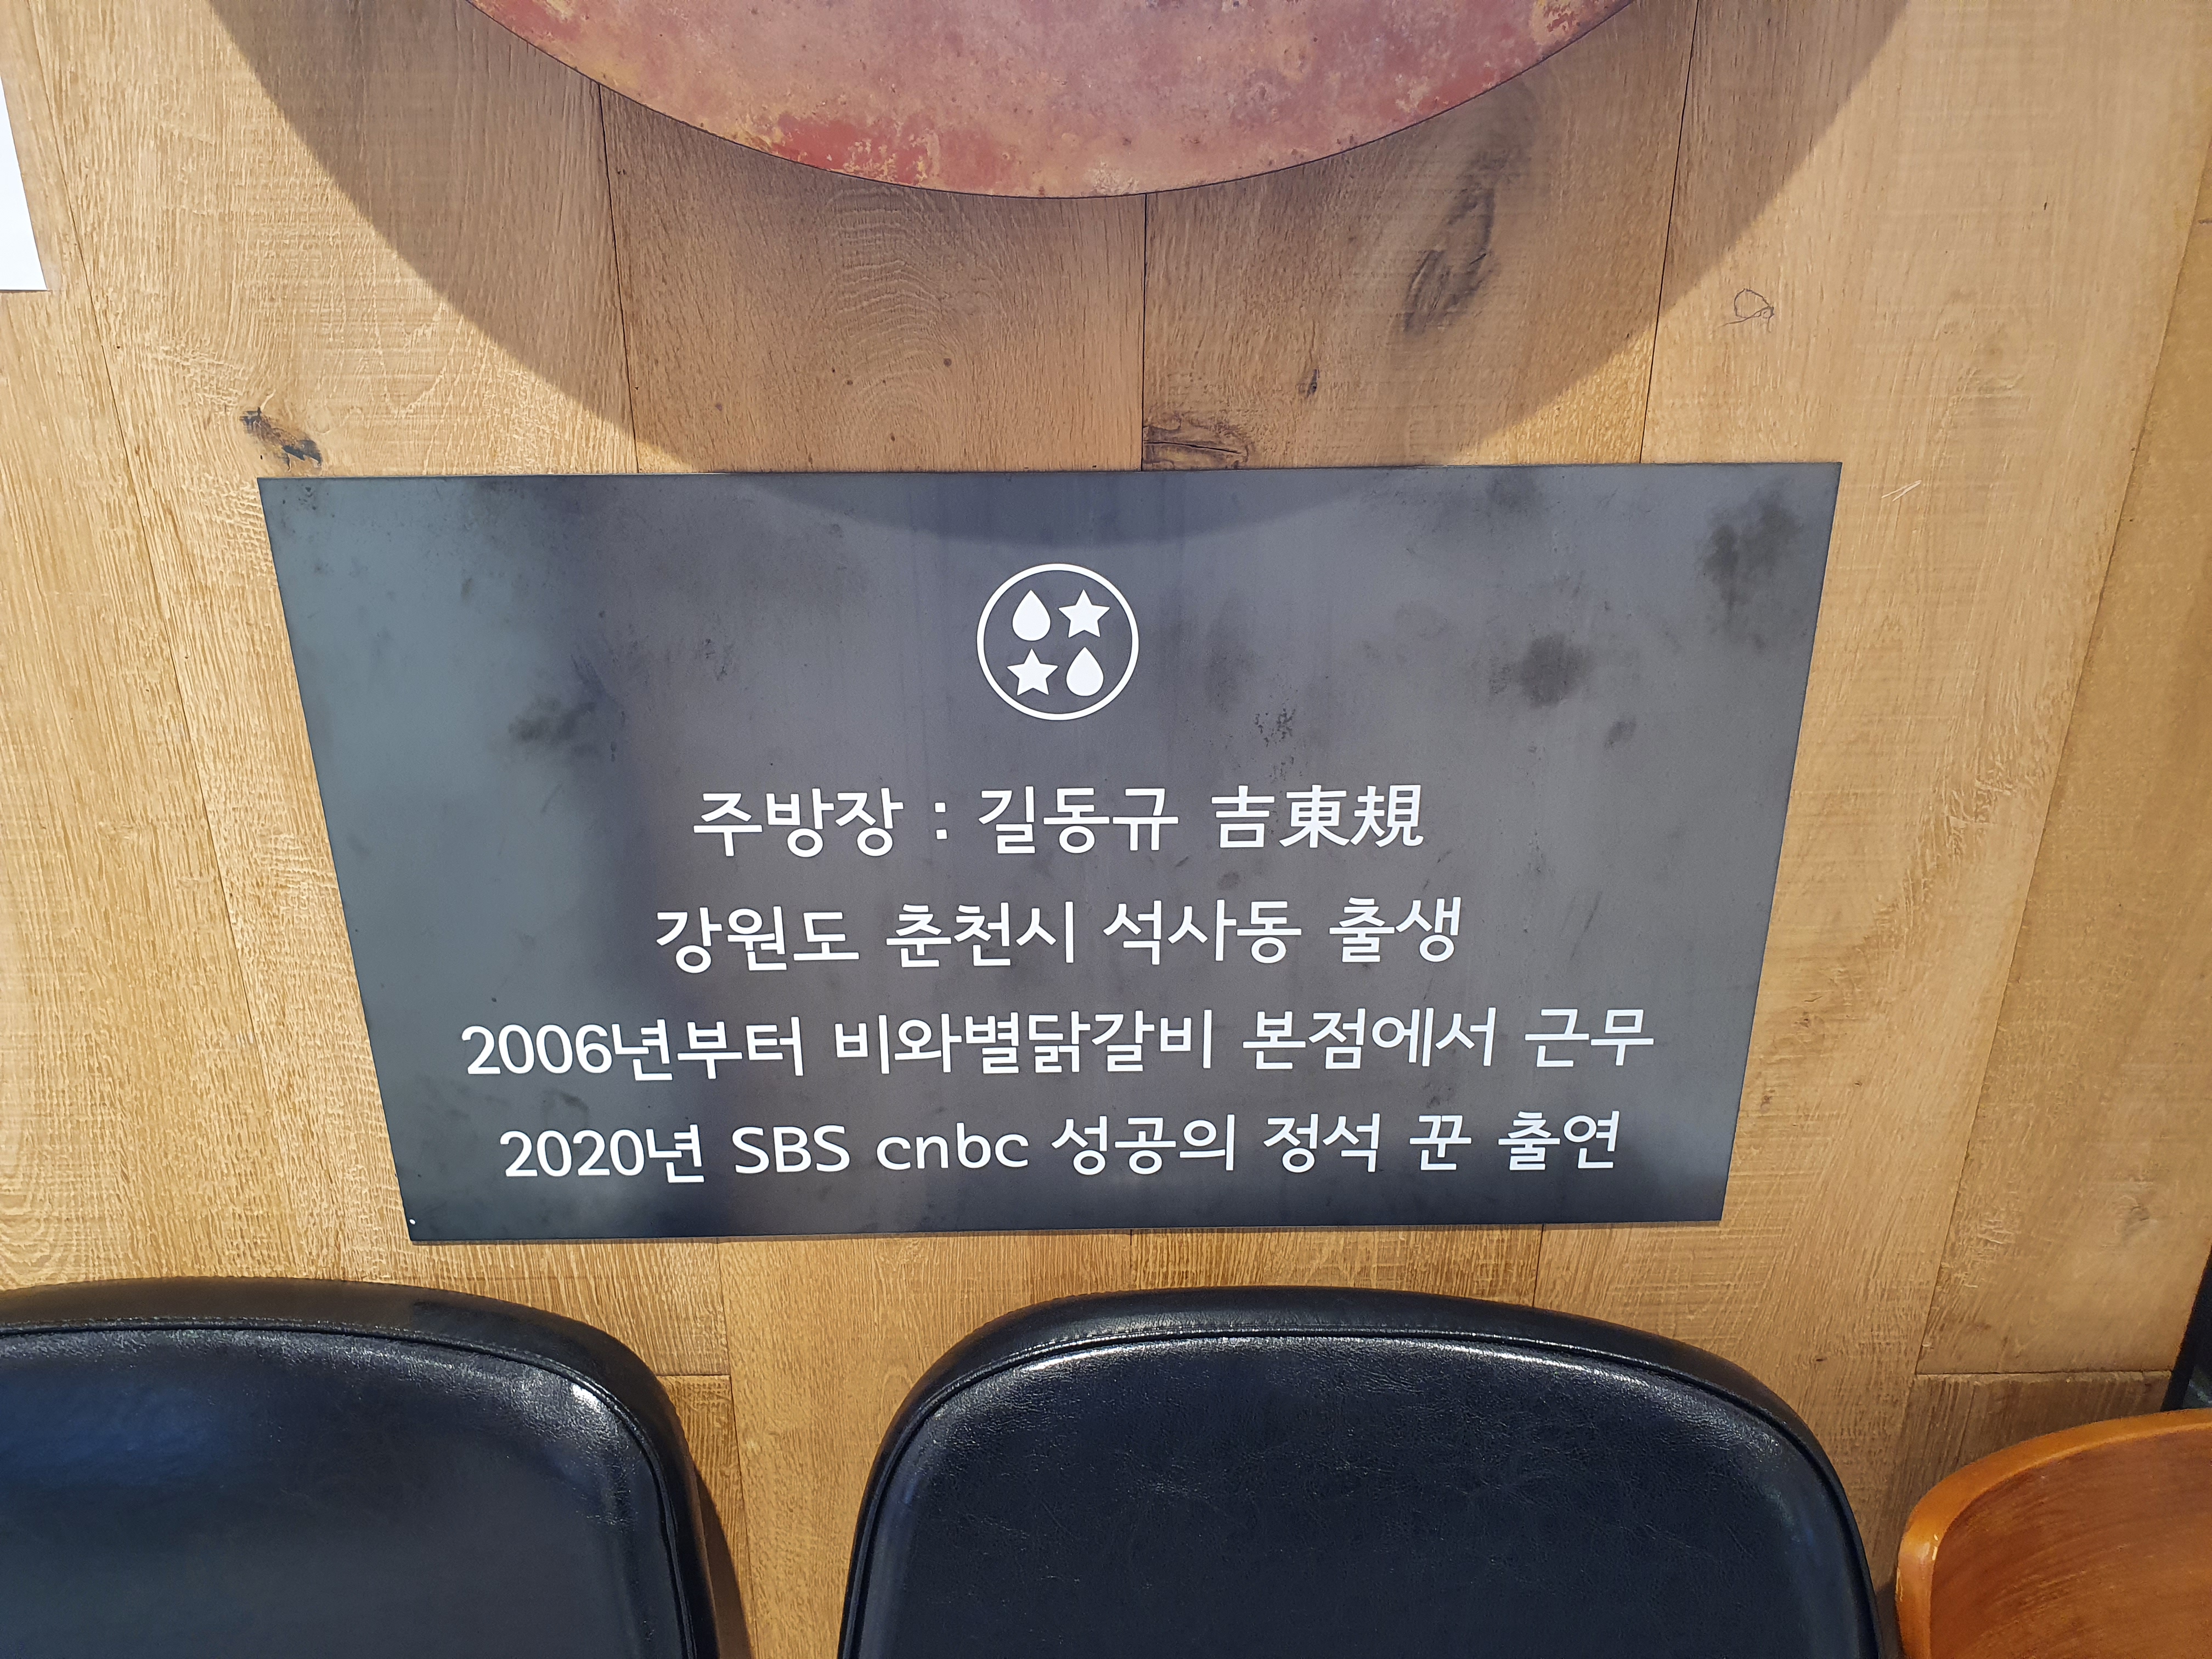 주방장 : 길동규 吉東規
강원도 춘천시 석사동 출생
2006년부터 비와별닭갈비 본점에서 근무
2020년 SBS cnbc 성공의 정석 꾼 출연